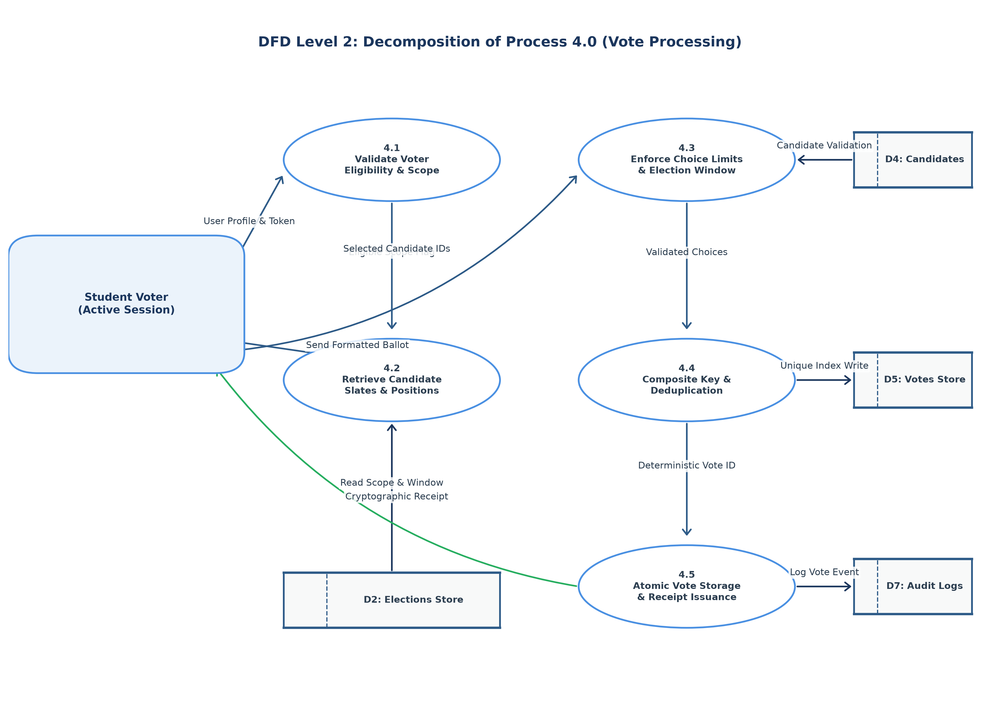 DFD Level 2: Decomposition of Process 4.0 (Vote Processing)
4.1
Validate Voter
Eligibility & Scope
4.3
Enforce Choice Limits
& Election Window
Candidate Validation
D4: Candidates
User Profile & Token
Selected Candidate IDs
Eligible Scope Flag
Validated Choices
Student Voter
(Active Session)
Send Formatted Ballot
4.2
Retrieve Candidate
Slates & Positions
4.4
Composite Key &
Deduplication
Unique Index Write
D5: Votes Store
Read Scope & Window
Cryptographic Receipt
Deterministic Vote ID
D2: Elections Store
4.5
Atomic Vote Storage
& Receipt Issuance
Log Vote Event
D7: Audit Logs